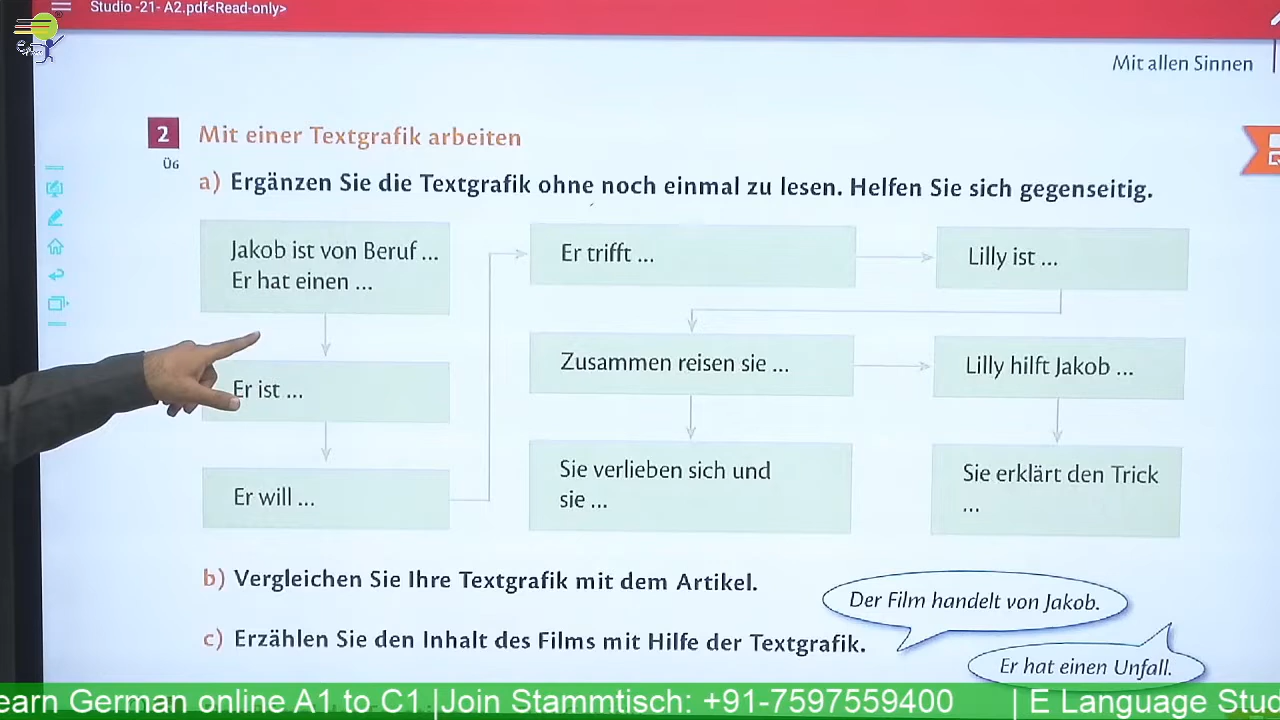 Studio -21- A2.pdf<Read-only>
Mit allen Sinnen
2 Mit einer Textgrafik arbeiten
Ü6
a) Ergänzen Sie die Textgrafik ohne noch einmal zu lesen. Helfen Sie sich gegenseitig.
Jakob ist von Beruf ...
Er hat einen ...
Er ist ...
Er will ...
Er trifft ...
Lilly ist ...
Zusammen reisen sie ...
Lilly hilft Jakob ...
Sie verlieben sich und
sie ...
Sie erklärt den Trick
...
b) Vergleichen Sie Ihre Textgrafik mit dem Artikel.
c) Erzählen Sie den Inhalt des Films mit Hilfe der Textgrafik.
Der Film handelt von Jakob.
Er hat einen Unfall.
earn German online A1 to C1 |Join Stammtisch: +91-7597559400 | E Language Stud